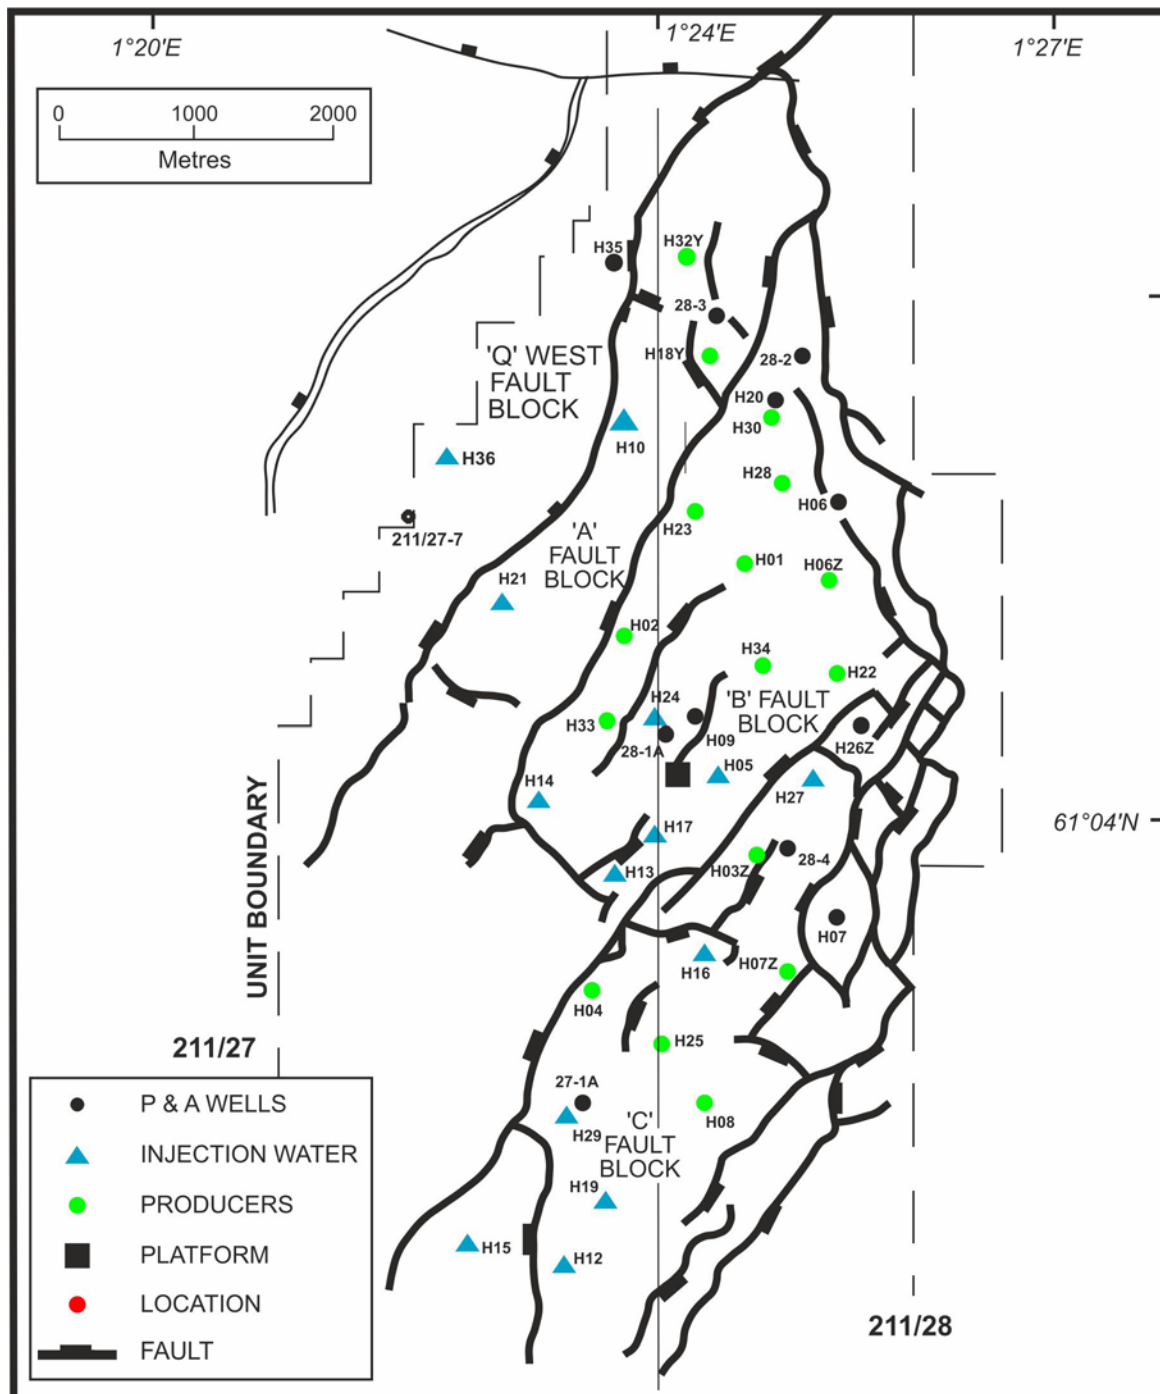 1°20'E
1°24'E
1°27'E
0
1000
2000
Metres
H35
H32Y
28-3
'Q' WEST
FAULT
BLOCK
H18Y
28-2
H20
H30
H10
H36
H28
H06
211/27-7
H23
'A'
FAULT
BLOCK
H01
H06Z
H21
H02
H34
H22
H24
'B' FAULT
BLOCK
H33
28-1A
H09
H26Z
H05
H14
H27
UNIT BOUNDARY
61°04'N
H17
H13
H03Z
28-4
H07
H16
H07Z
H04
211/27
H25
27-1A
H29
'C'
FAULT
BLOCK
H08
H19
H15
H12
211/28
P & A WELLS
INJECTION WATER
PRODUCERS
PLATFORM
LOCATION
FAULT